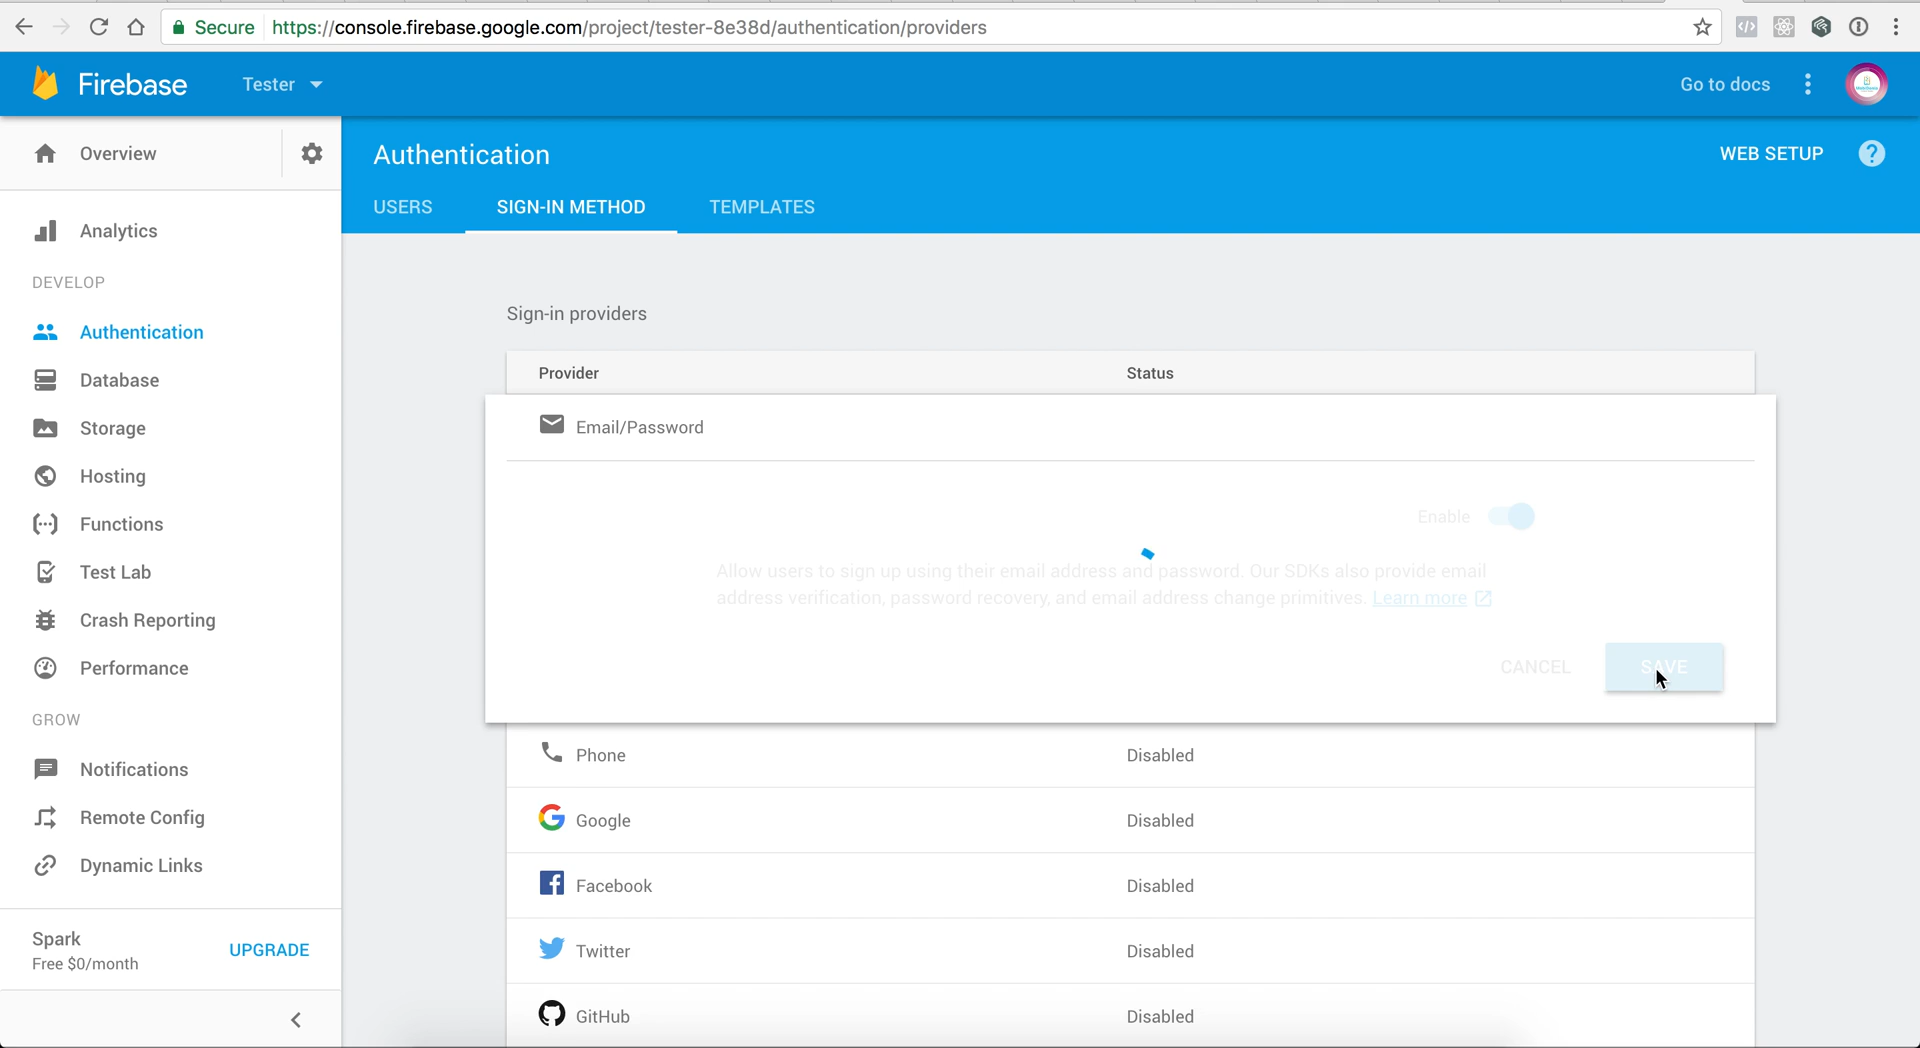 Secure https://console.firebase.google.com/project/tester-8e38d/authentication/providers
Firebase Tester Go to docs
Overview
Authentication
WEB SETUP
USERS SIGN-IN METHOD TEMPLATES
Analytics
DEVELOP
Authentication
Database
Storage
Hosting
Functions
Test Lab
Crash Reporting
Performance
GROW
Notifications
Remote Config
Dynamic Links
Spark
Free $0/month
UPGRADE
Sign-in providers
Provider Status
Email/Password
Enable
Allow users to sign up using their email address and password. Our SDKs also provide email
address verification, password recovery, and email address change primitives. Learn more
CANCEL SAVE
Phone Disabled
Google Disabled
Facebook Disabled
Twitter Disabled
GitHub Disabled